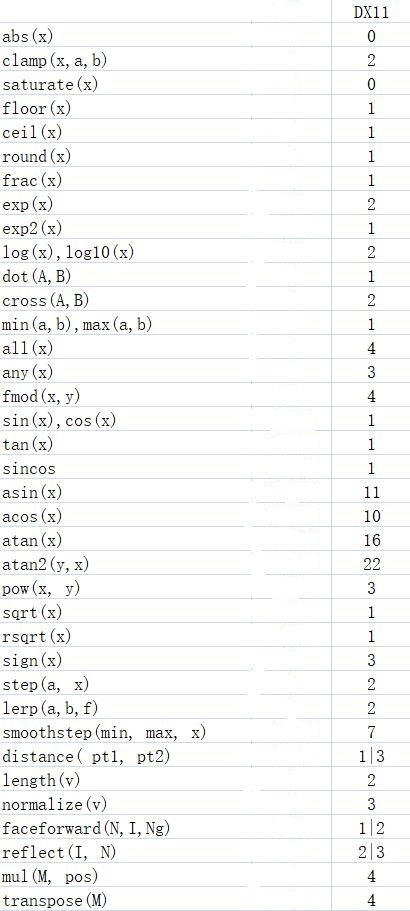 DX11
abs(x) 0
clamp(x,a,b) 2
saturate(x) 0
floor(x) 1
ceil(x) 1
round(x) 1
frac(x) 1
exp(x) 2
exp2(x) 1
log(x),log10(x) 2
dot(A,B) 1
cross(A,B) 2
min(a,b),max(a,b) 1
all(x) 4
any(x) 3
fmod(x,y) 4
sin(x),cos(x) 1
tan(x) 1
sincos 1
asin(x) 11
acos(x) 10
atan(x) 16
atan2(y,x) 22
pow(x, y) 3
sqrt(x) 1
rsqrt(x) 1
sign(x) 3
step(a, x) 2
lerp(a,b,f) 2
smoothstep(min, max, x) 7
distance( pt1, pt2) 1|3
length(v) 2
normalize(v) 3
faceforward(N,I,Ng) 1|2
reflect(I, N) 2|3
mul(M, pos) 4
transpose(M) 4